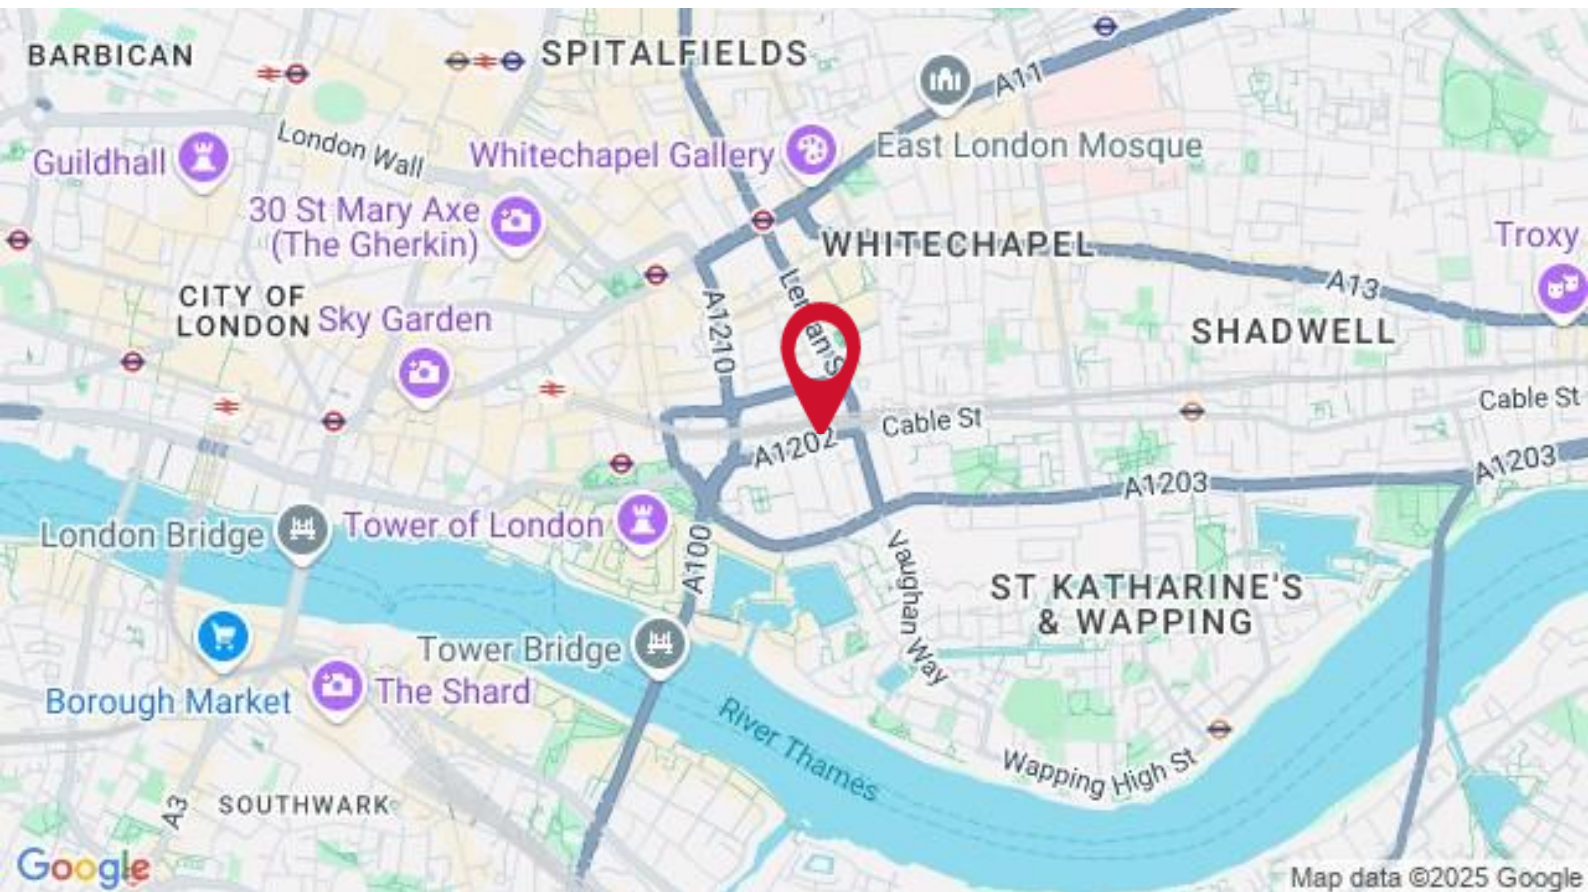 BARBICAN
SPITALFIELDS
A11
London Wall
Guildhall
Whitechapel Gallery
East London Mosque
30 St Mary Axe
(The Gherkin)
WHITECHAPEL
Troxy
A13
CITY OF
LONDON
Sky Garden
A1210
SHADWELL
Cable St
Cable St
A1202
A1203
A1203
London Bridge
Tower of London
A100
Vaughan Way
ST KATHARINE'S
& WAPPING
Tower Bridge
Borough Market
The Shard
River Thames
Wapping High St
A3
SOUTHWARK
Google
Map data ©2025 Google